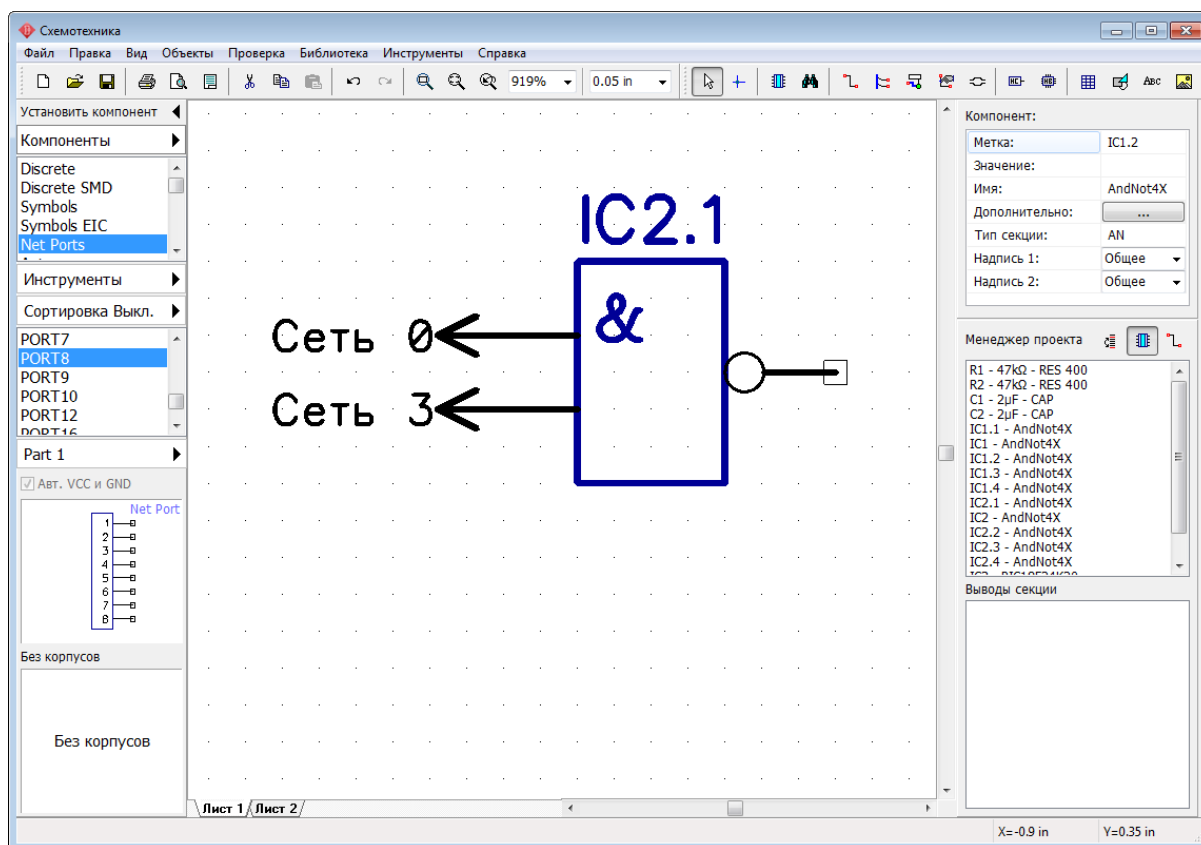 Схемотехника
Файл Правка Вид Объекты Проверка Библиотека Инструменты Справка
919% 0.05 in ABC
Установить компонент
Компоненты
Discrete
Discrete SMD
Symbols
Symbols EIC
Net Ports
Инструменты
Сортировка Выкл.
PORT7
PORT8
PORT9
PORT10
PORT12
PORT16
Part 1
Авт. VCC и GND
Net Port
1
2
3
4
5
6
7
8
Без корпусов
Без корпусов
IC2.1
&
Сеть 0
Сеть 3
Лист 1 Лист 2
Компонент:
Метка: IC1.2
Значение:
Имя: AndNot4X
Дополнительно: ...
Тип секции: AN
Надпись 1: Общее
Надпись 2: Общее
Менеджер проекта
R1 - 47kΩ - RES 400
R2 - 47kΩ - RES 400
C1 - 2µF - CAP
C2 - 2µF - CAP
IC1.1 - AndNot4X
IC1 - AndNot4X
IC1.2 - AndNot4X
IC1.3 - AndNot4X
IC1.4 - AndNot4X
IC2.1 - AndNot4X
IC2 - AndNot4X
IC2.2 - AndNot4X
IC2.3 - AndNot4X
IC2.4 - AndNot4X
Выводы секции
X=-0.9 in Y=0.35 in